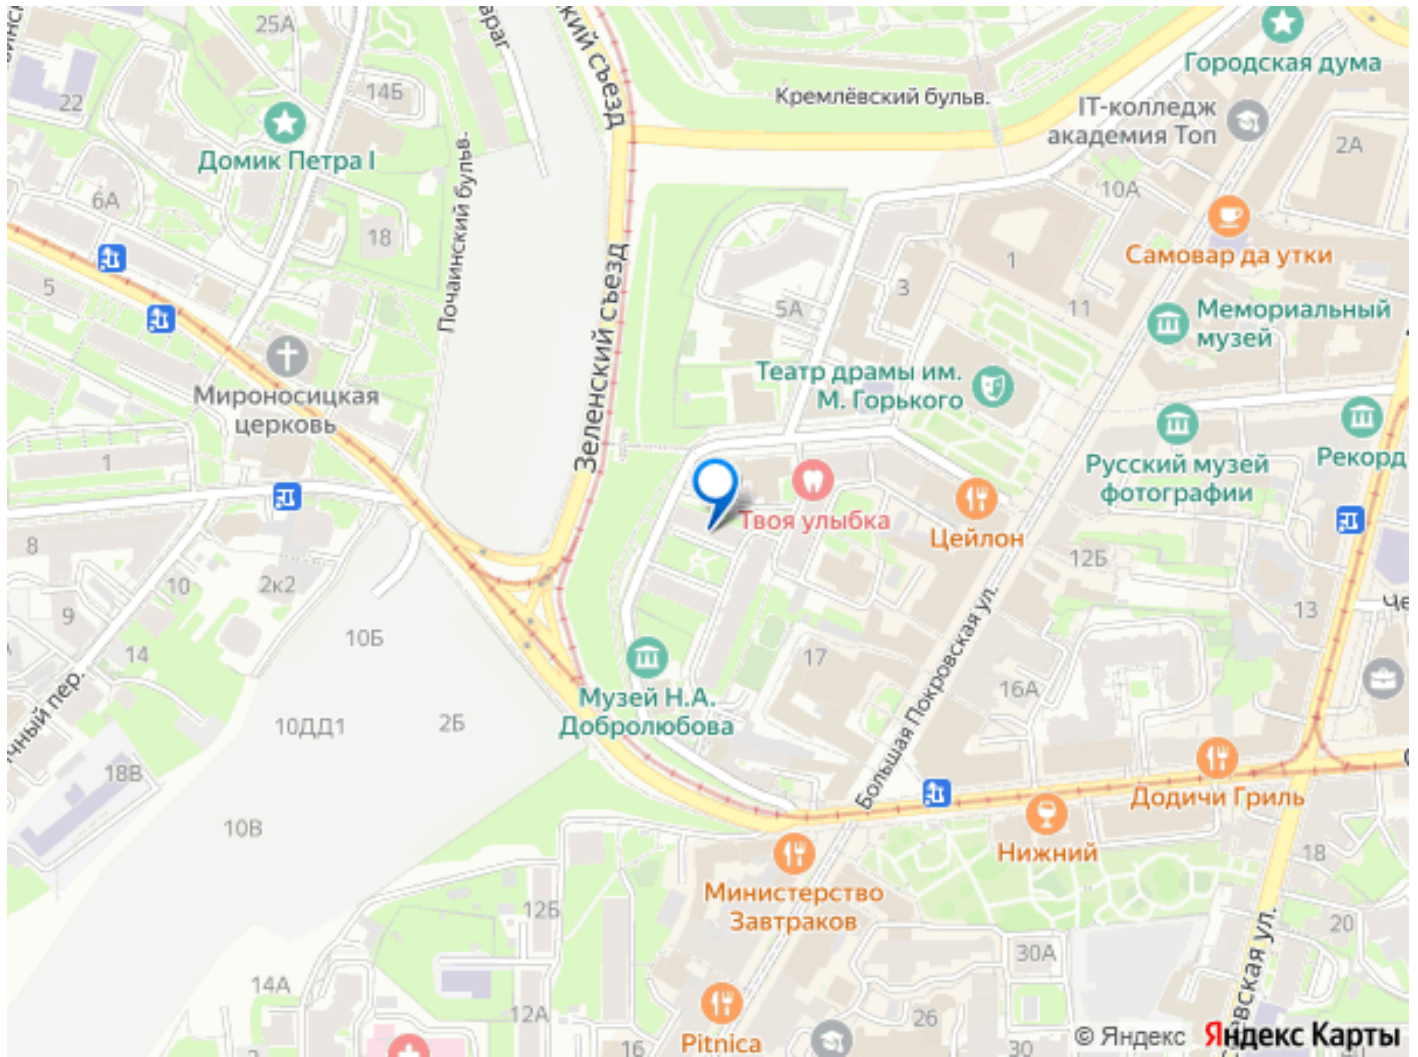 25А
Городская дума
Кремлёвский бульв.
22
14Б
IT-колледж
академия Топ
Домик Петра I
2А
6А
10А
18
Почаинский бульв.
Самовар да утки
5
Зеленский съезд
3
1
5А
11
Мемориальный
музей
Мироносицкая
церковь
Театр драмы им.
М. Горького
1
Русский музей
фотографии
Рекорд
Твоя улыбка
Цейлон
8
10
2к2
12Б
9
13
10Б
14
17
Большая Покровская ул.
16А
Музей Н.А.
Добролюбова
10ДД1
2Б
18В
10В
Додичи Гриль
Нижний
18
Министерство
Завтраков
12Б
20
30А
14А
12А
26
16
Pitnica
30
2
© Яндекс Яндекс Карты